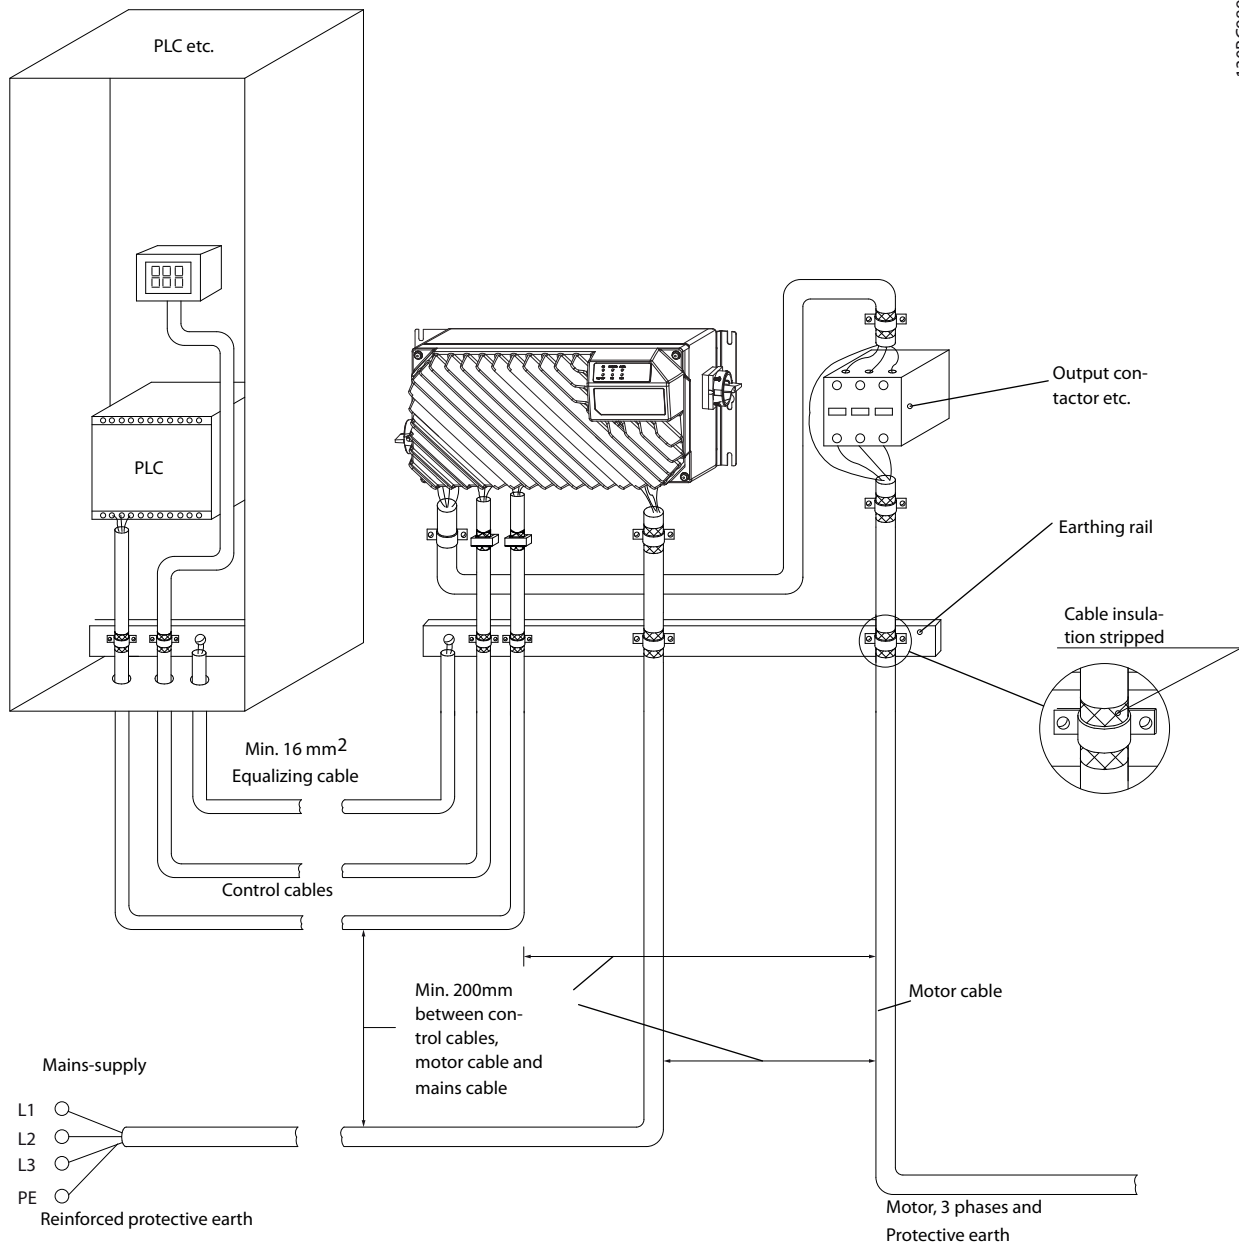 PLC etc.
PLC
Output con-
tactor etc.
Earthing rail
Cable insula-
tion stripped
Min. 16 mm2
Equalizing cable
Control cables
Min. 200mm
between con-
trol cables,
motor cable and
mains cable
Motor cable
Mains-supply
L1
L2
L3
PE
Reinforced protective earth
Motor, 3 phases and
Protective earth